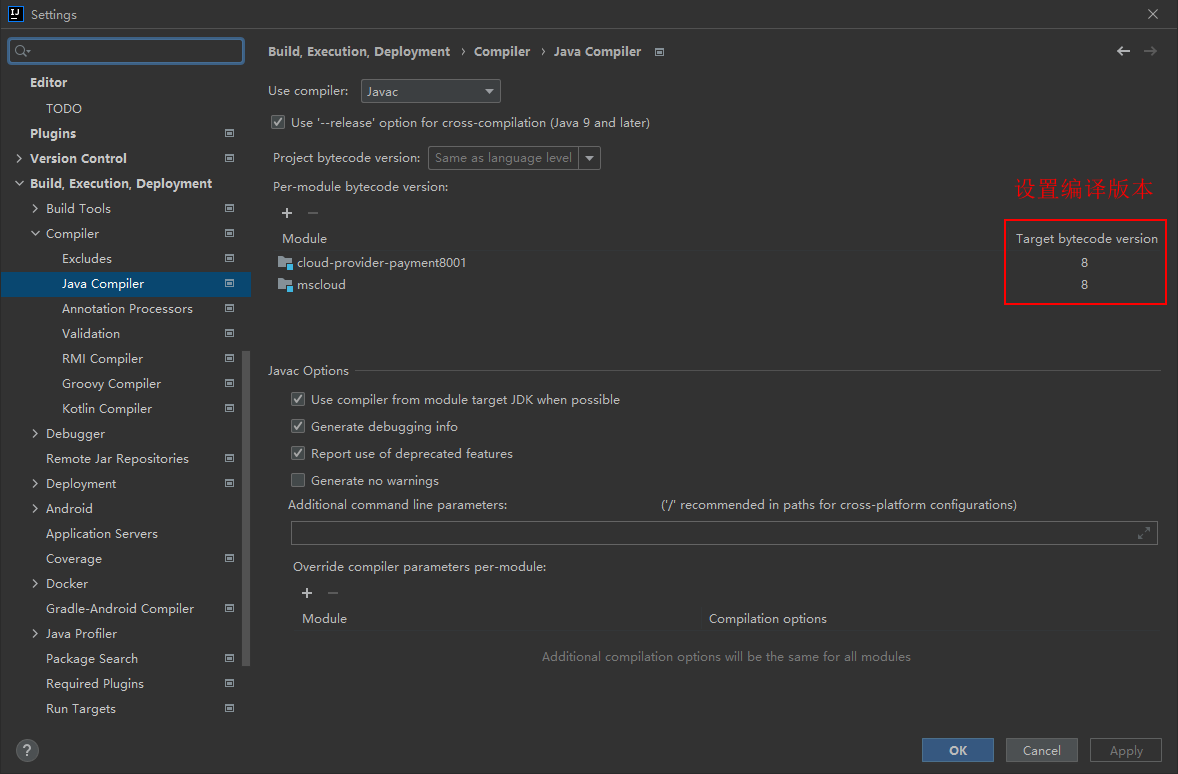 Settings
Build, Execution, Deployment › Compiler › Java Compiler
Editor
TODO
Plugins
Version Control
Build, Execution, Deployment
Build Tools
Compiler
Excludes
Java Compiler
Annotation Processors
Validation
RMI Compiler
Groovy Compiler
Kotlin Compiler
Debugger
Remote Jar Repositories
Deployment
Android
Application Servers
Coverage
Docker
Gradle-Android Compiler
Java Profiler
Package Search
Required Plugins
Run Targets
Use compiler: Javac
Use '--release' option for cross-compilation (Java 9 and later)
Project bytecode version: Same as language level
Per-module bytecode version:
设置编译版本
Module Target bytecode version
cloud-provider-payment8001 8
mscloud 8
Javac Options
Use compiler from module target JDK when possible
Generate debugging info
Report use of deprecated features
Generate no warnings
Additional command line parameters: ('/' recommended in paths for cross-platform configurations)
Override compiler parameters per-module:
Module Compilation options
Additional compilation options will be the same for all modules
? OK Cancel Apply